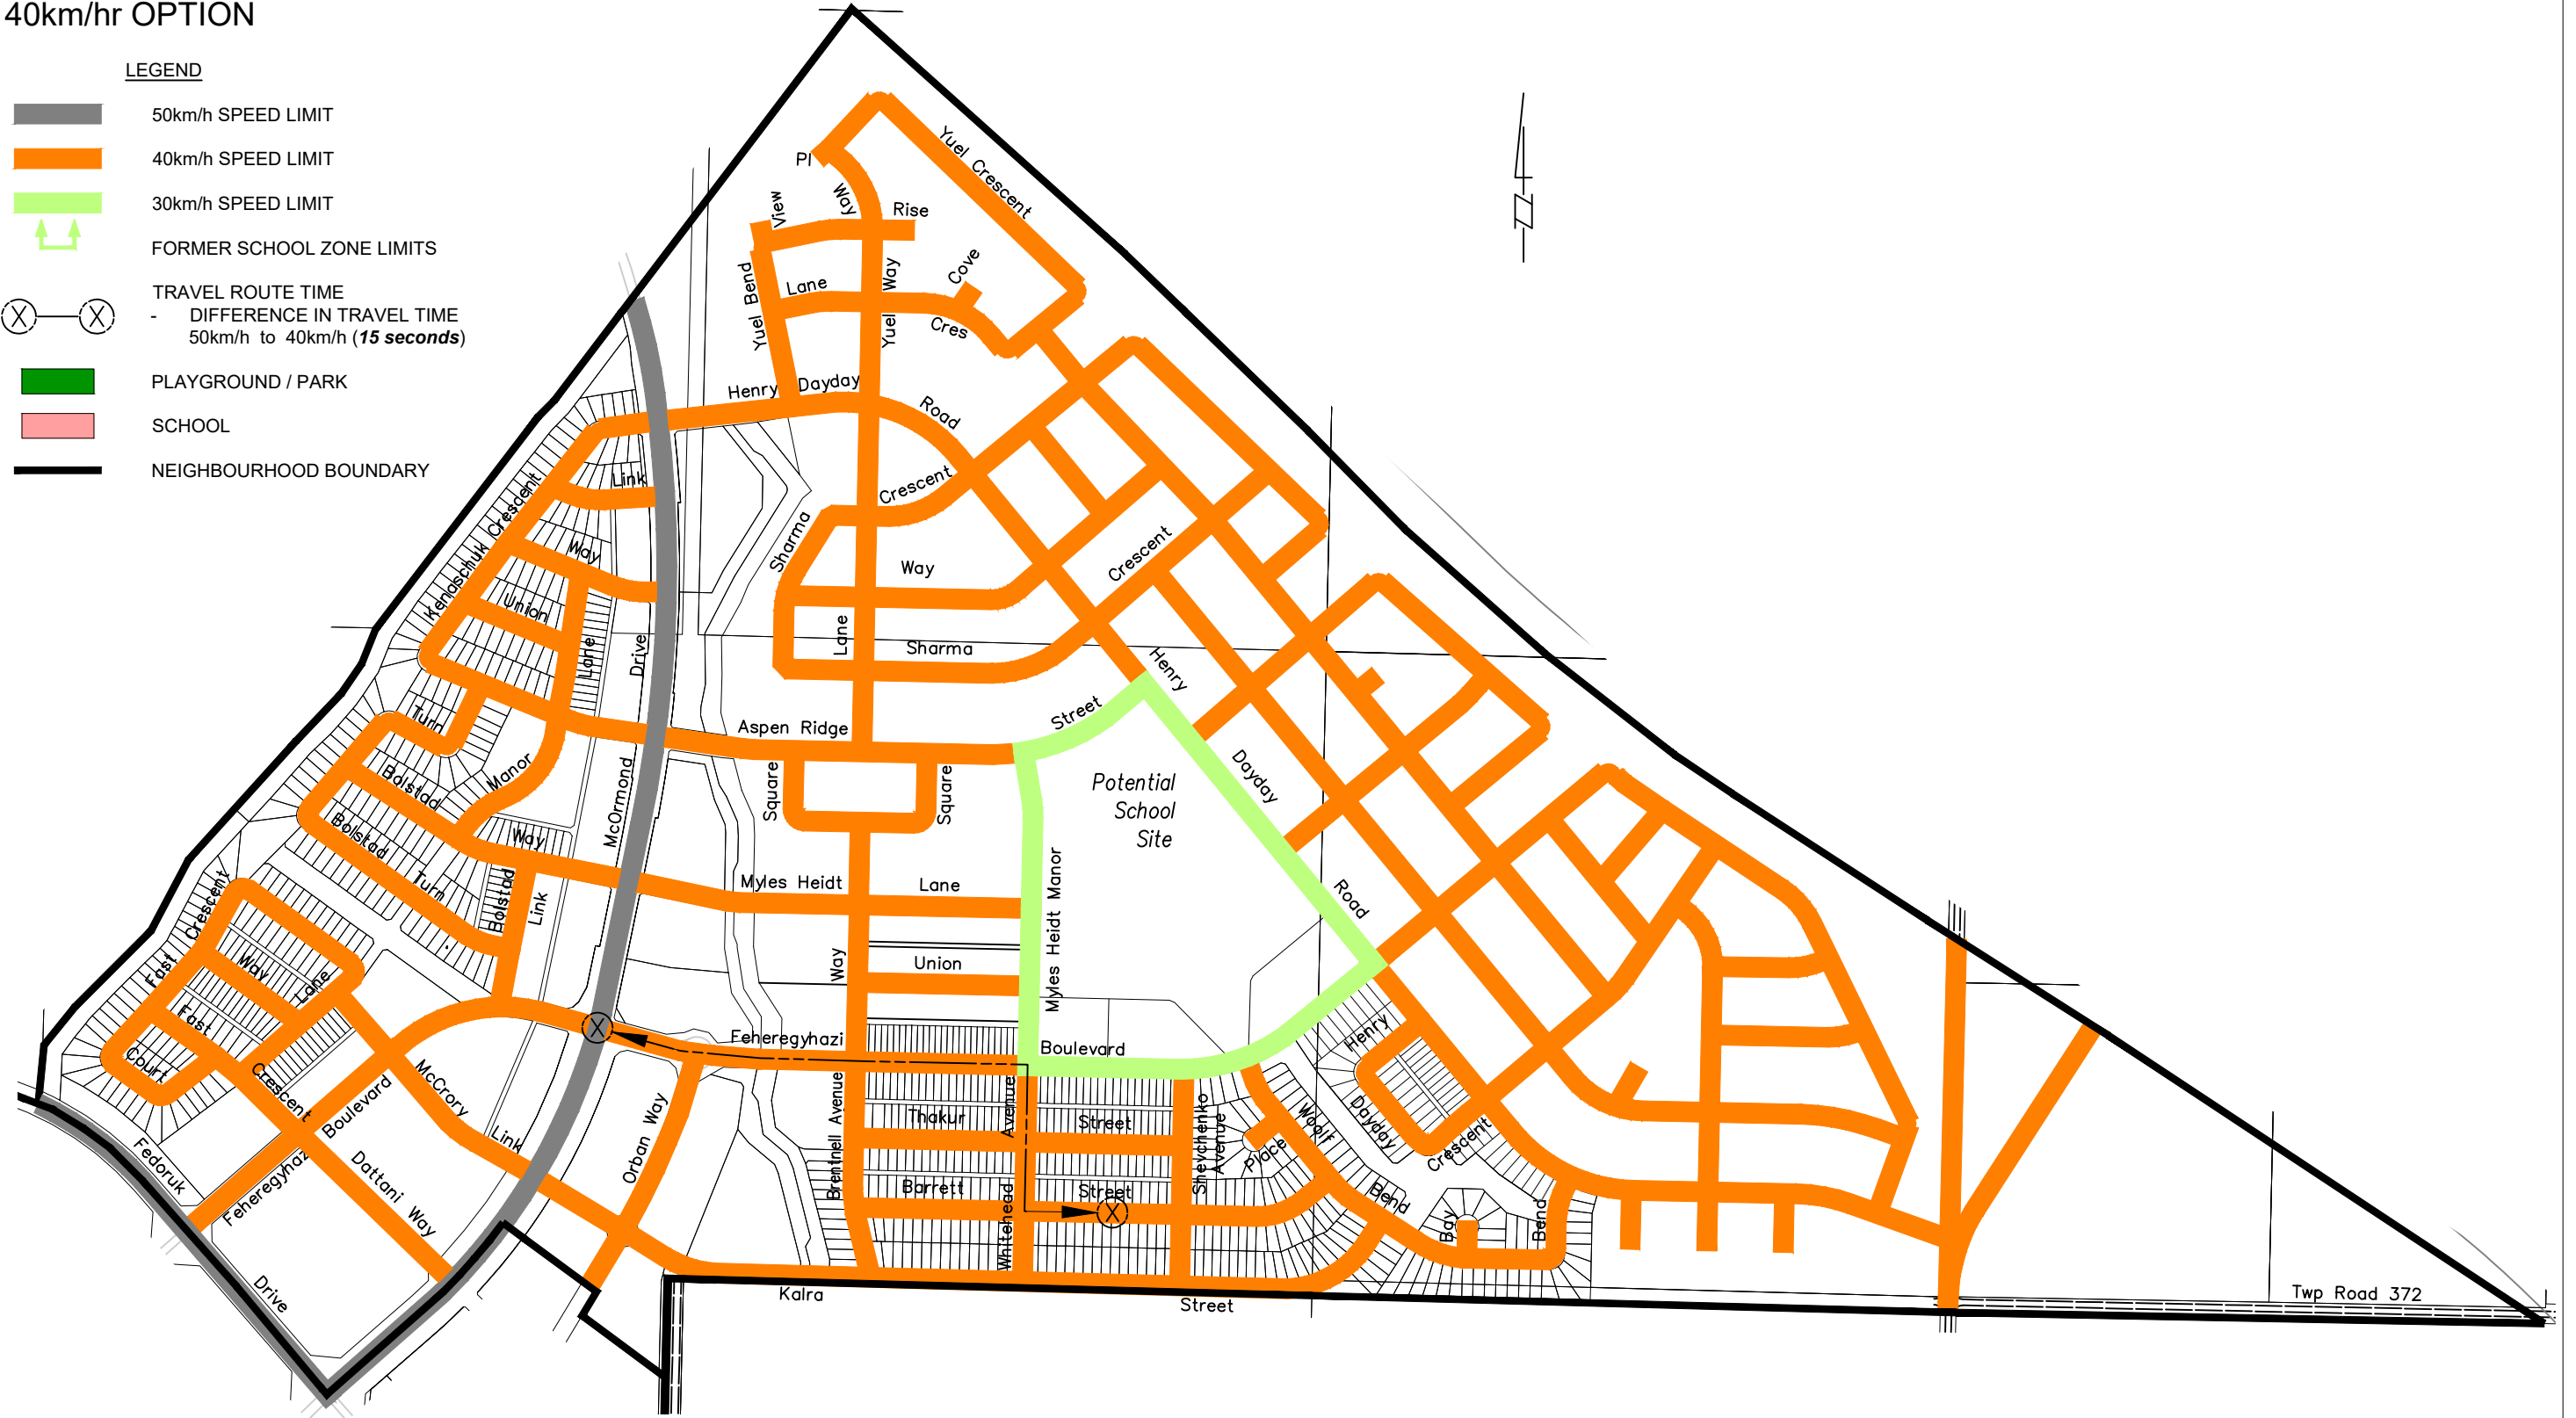 40km/hr OPTION
LEGEND
50km/h SPEED LIMIT
40km/h SPEED LIMIT
30km/h SPEED LIMIT
FORMER SCHOOL ZONE LIMITS
TRAVEL ROUTE TIME
X X - DIFFERENCE IN TRAVEL TIME
50km/h to 40km/h (15 seconds)
PLAYGROUND / PARK
SCHOOL
NEIGHBOURHOOD BOUNDARY
N
Yuel Crescent
Pl
Way
View
Rise
Yuel Bend
Lane
Yuel Way
Cove
Cres
Henry Dayday
Road
Link
Kenaschuk Crescent
Crescent
Sharma
Way
Way
Crescent
Union
Lane
Drive
Lane
Sharma
Henry
Turn
Aspen Ridge
Street
Manor
Bolstad
McOrmond
Square
Square
Potential
School
Site
Dayday
Bolstad
Way
Turn
Bolstad
Link
Myles Heidt
Lane
Myles Heidt Manor
Road
Crescent
Fast
Way
Lane
Way
Union
Fast
Court
Crescent
Boulevard
McCrory
X
Feheregyhazi
Boulevard
Henry
Link
Orban Way
Brentnell Avenue
Thakur
Avenue
Street
Shevchenko
Avenue
Place
Woolf
Dayday
Crescent
Fedoruk
Feheregyhazi
Dattani Way
Barrett
Street
Whitehead
X
Bend
Bay
Bend
Drive
Kalra
Street
Twp Road 372